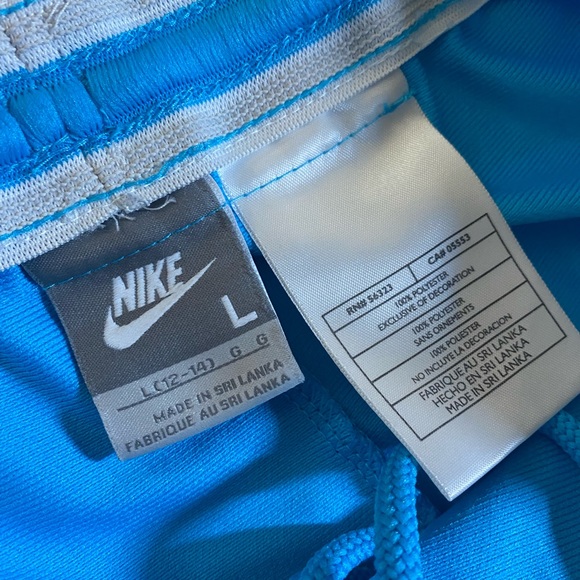 NIKE
L
L (12-14) G G
MADE IN SRI LANKA
FABRIQUE AU SRI LANKA
RN# 56323 CA# 05553
100% POLYESTER
EXCLUSIVE OF DECORATION
100% POLYESTER
SANS ORNEMENTS
100% POLYESTER
NO INCLUYE LA DECORACION
FABRIQUE AU SRI LANKA
HECHO EN SRI LANKA
MADE IN SRI LANKA